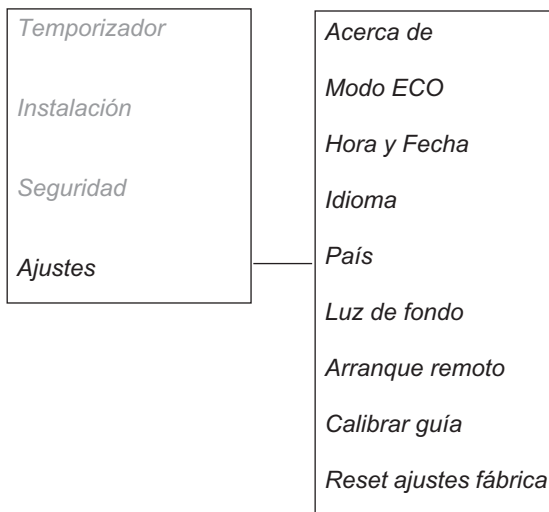 Temporizador
Instalación
Seguridad
Ajustes
Acerca de
Modo ECO
Hora y Fecha
Idioma
País
Luz de fondo
Arranque remoto
Calibrar guía
Reset ajustes fábrica